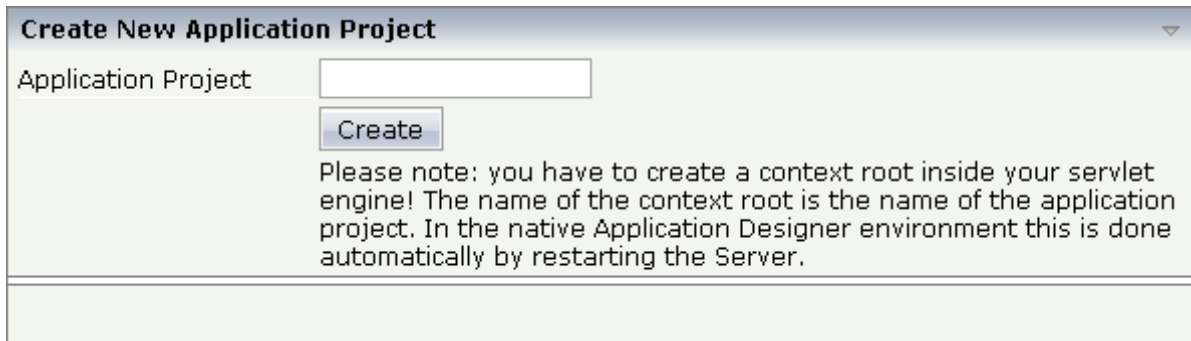 Create New Application Project
Application Project
Create
Please note: you have to create a context root inside your servlet
engine! The name of the context root is the name of the application
project. In the native Application Designer environment this is done
automatically by restarting the Server.